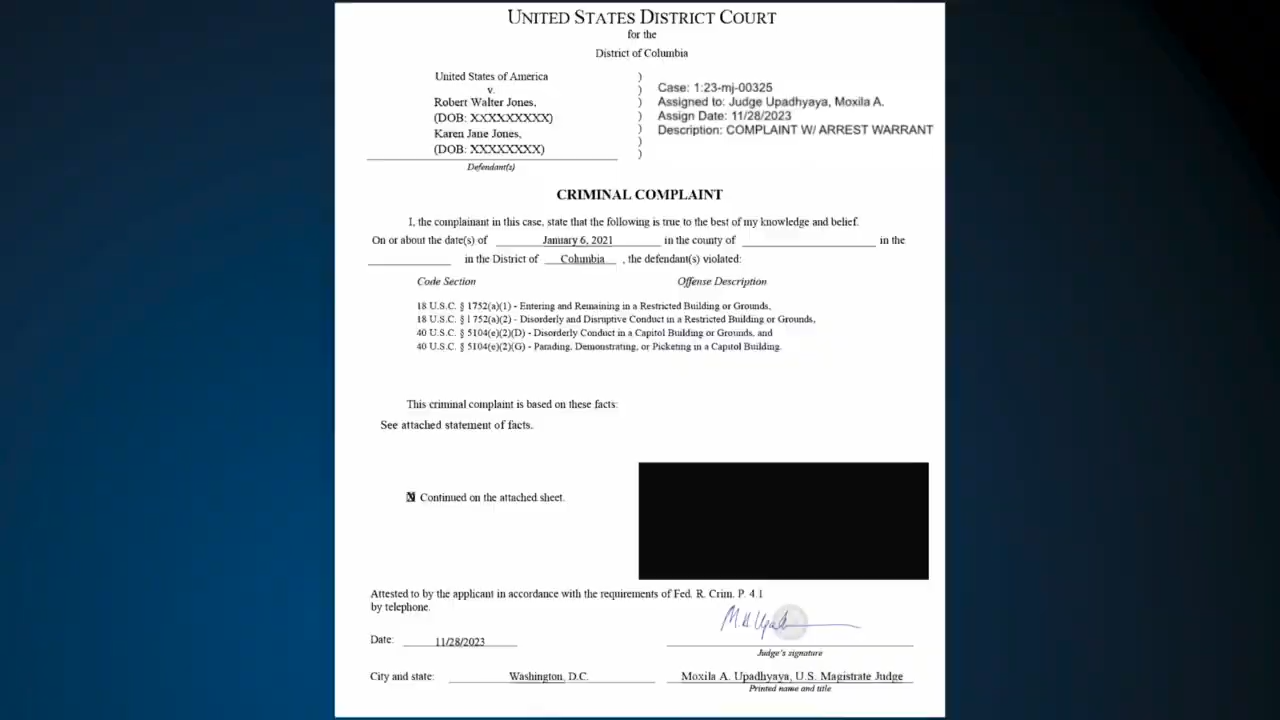 UNITED STATES DISTRICT COURT
for the
District of Columbia
United States of America
v.
Robert Walter Jones,
(DOB: XXXXXXXXX)
Karen Jane Jones,
(DOB: XXXXXXXX)
Defendant(s)
)
)
)
)
)
)
Case: 1:23-mj-00325
Assigned to: Judge Upadhyaya, Moxila A.
Assign Date: 11/28/2023
Description: COMPLAINT W/ ARREST WARRANT
CRIMINAL COMPLAINT
I, the complainant in this case, state that the following is true to the best of my knowledge and belief.
On or about the date(s) of January 6, 2021 in the county of in the
in the District of Columbia , the defendant(s) violated:
Code Section Offense Description
18 U.S.C. § 1752(a)(1) - Entering and Remaining in a Restricted Building or Grounds,
18 U.S.C. § 1752(a)(2) - Disorderly and Disruptive Conduct in a Restricted Building or Grounds,
40 U.S.C. § 5104(e)(2)(D) - Disorderly Conduct in a Capitol Building or Grounds, and
40 U.S.C. § 5104(e)(2)(G) - Parading, Demonstrating, or Picketing in a Capitol Building.
This criminal complaint is based on these facts:
See attached statement of facts.
Continued on the attached sheet.
Attested to by the applicant in accordance with the requirements of Fed. R. Crim. P. 4.1
by telephone.
Date: 11/28/2023
Judge's signature
City and state: Washington, D.C. Moxila A. Upadhyaya, U.S. Magistrate Judge
Printed name and title